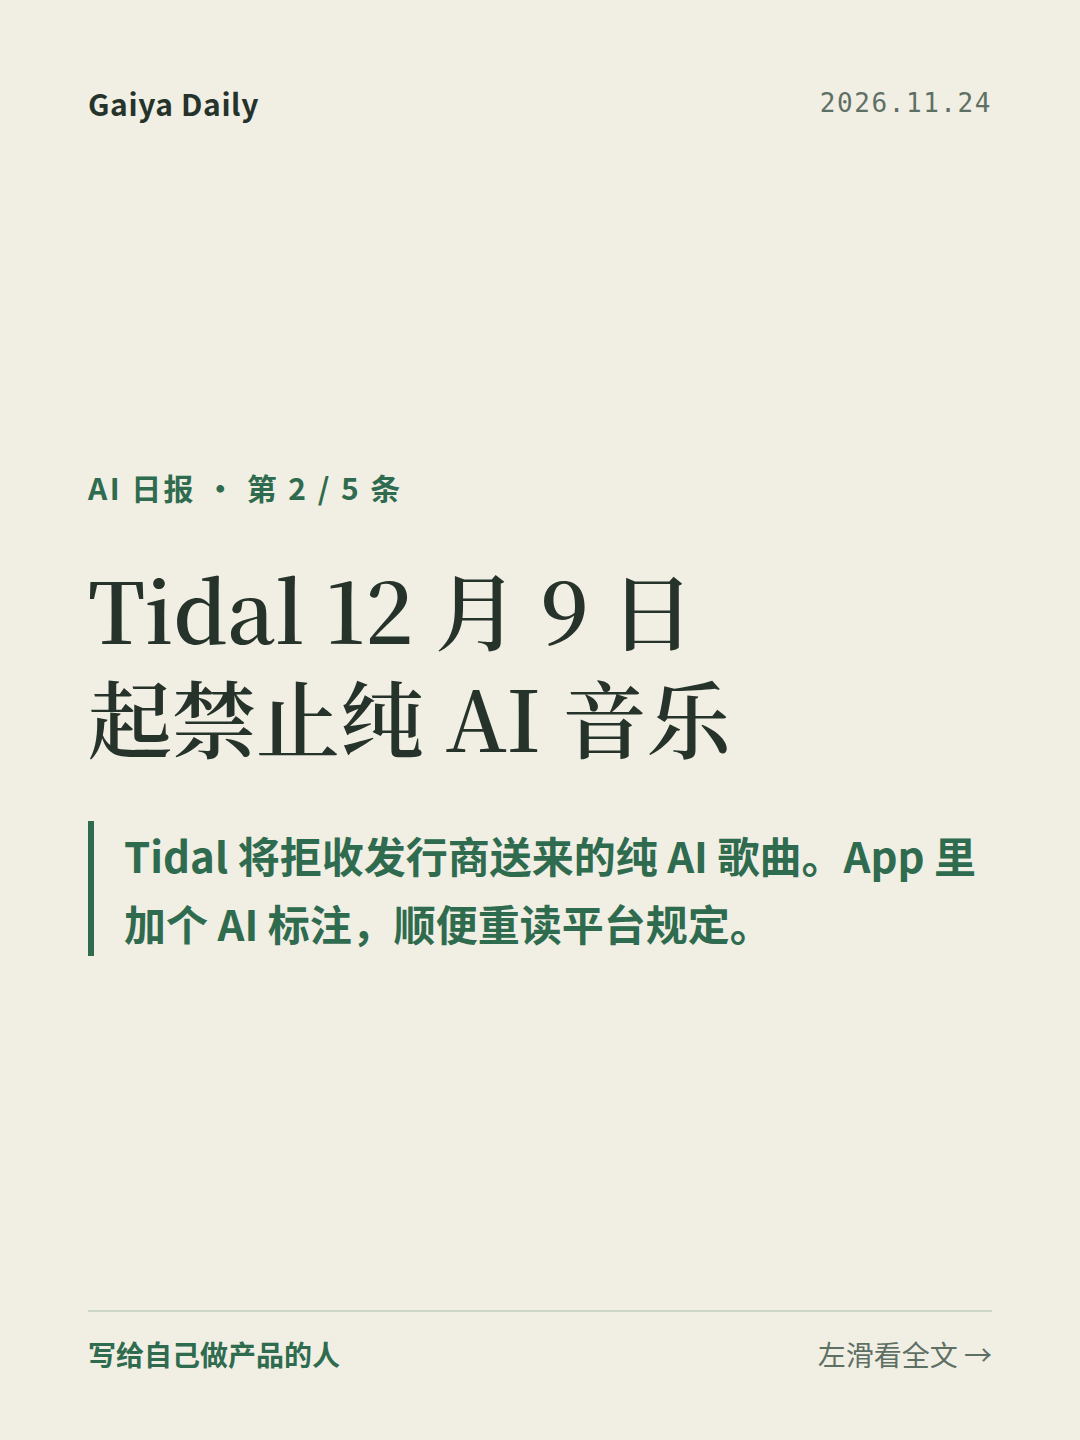 Gaiya Daily
2026.11.24
AI 日报 · 第 2 / 5 条
Tidal 12 月 9 日
起禁止纯 AI 音乐
Tidal 将拒收发行商送来的纯 AI 歌曲。App 里
加个 AI 标注，顺便重读平台规定。
写给自己做产品的人
左滑看全文 →